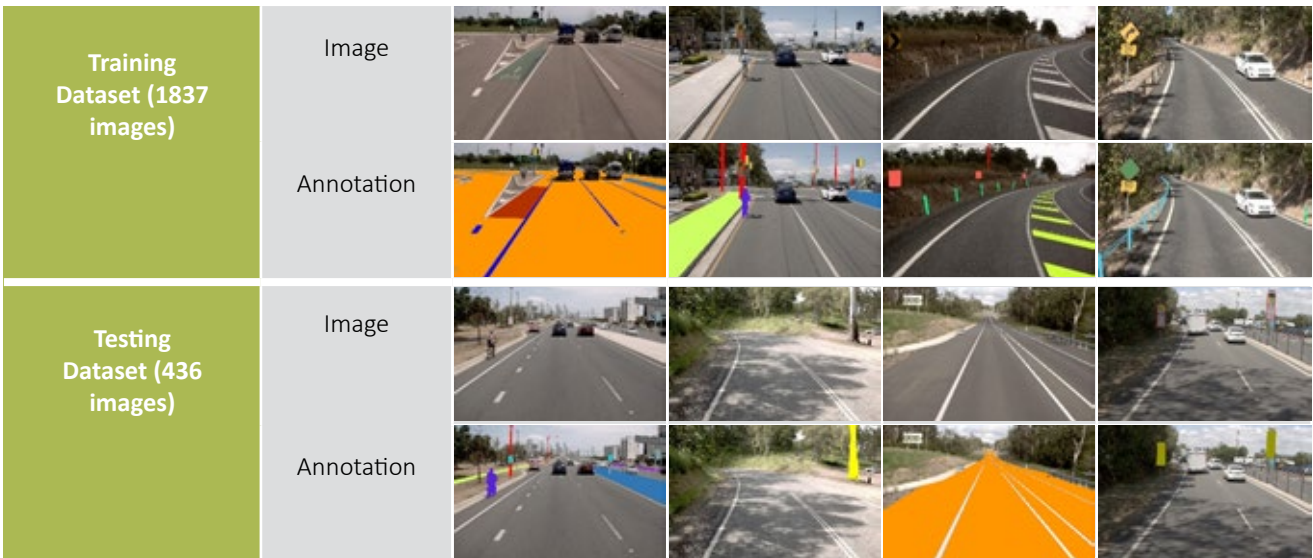 Training
Dataset (1837
images)
Image
Annotation
Testing
Dataset (436
images)
Image
Annotation